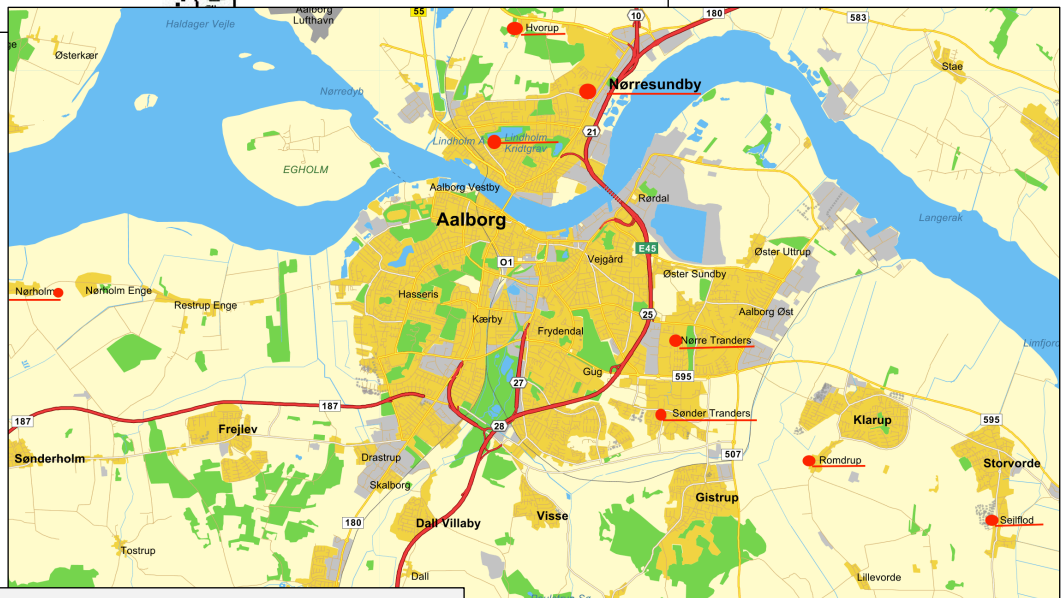 Haldager Vejle
Aalborg
Lufthavn
55
Hvorup
10
180
583
ge
Østerkær
Stae
Nørredyb
Nørresundby
21
Lindholm A
Lindholm
Kridtgrav
EGHOLM
Aalborg Vestby
Rørdal
Aalborg
Langerak
E45
Vejgård
Øster Uttrup
O1
Øster Sundby
Nørholm
Nørholm Enge
Restrup Enge
Hasseris
Aalborg Øst
Kærby
25
Frydendal
Nørre Tranders
Limfjord
Gug
595
27
187
187
Sønder Tranders
Klarup
595
Frejlev
28
Sønderholm
Drastrup
507
Romdrup
Storvorde
Skalborg
Gistrup
Visse
180
Dall Villaby
Sejlflod
Tostrup
Dall
Lillevorde